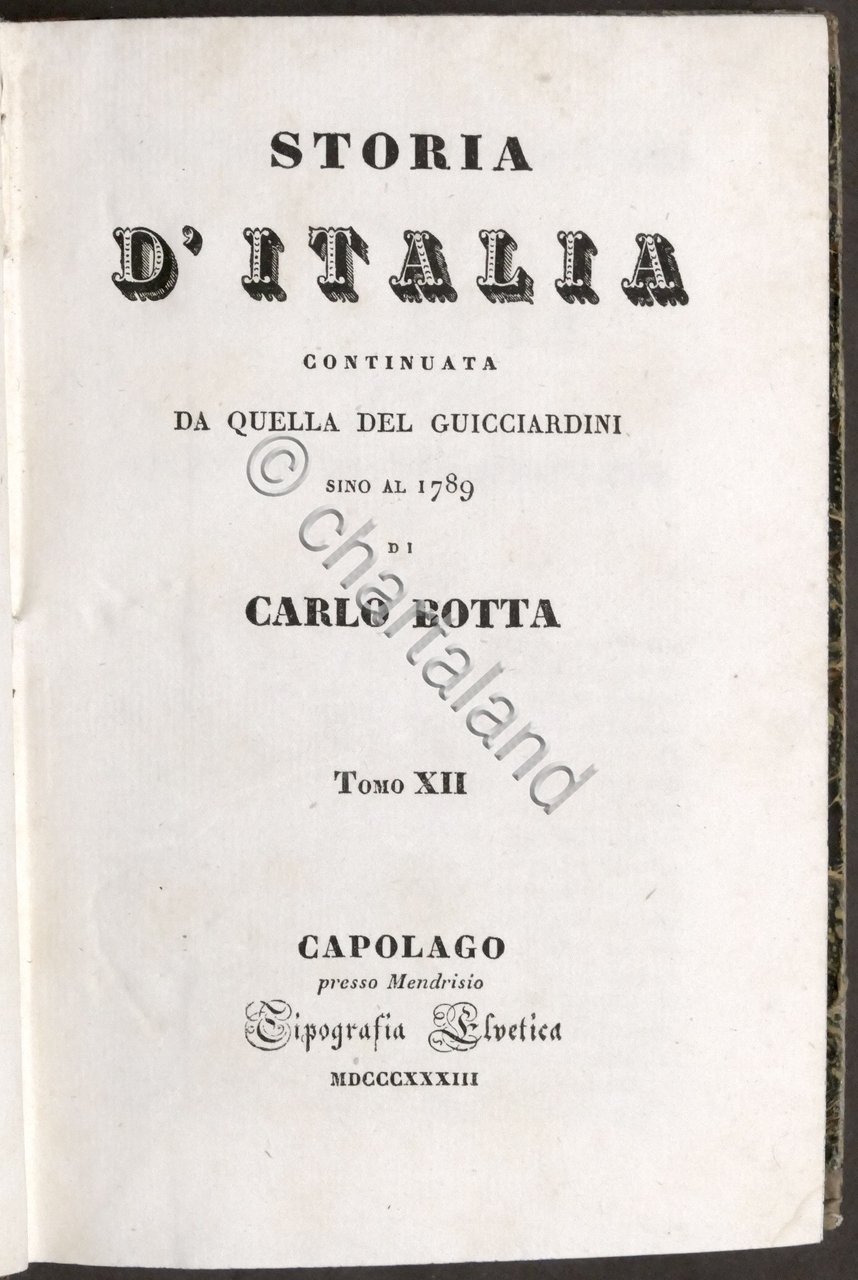 STORIA
D'ITALIA
CONTINUATA
DA QUELLA DEL GUICCIARDINI
SINO AL 1789
DI
CARLO BOTTA
TOMO XII
CAPOLAGO
presso Mendrisio
Tipografia Elvetica
MDCCCXXXIII
© chartaland